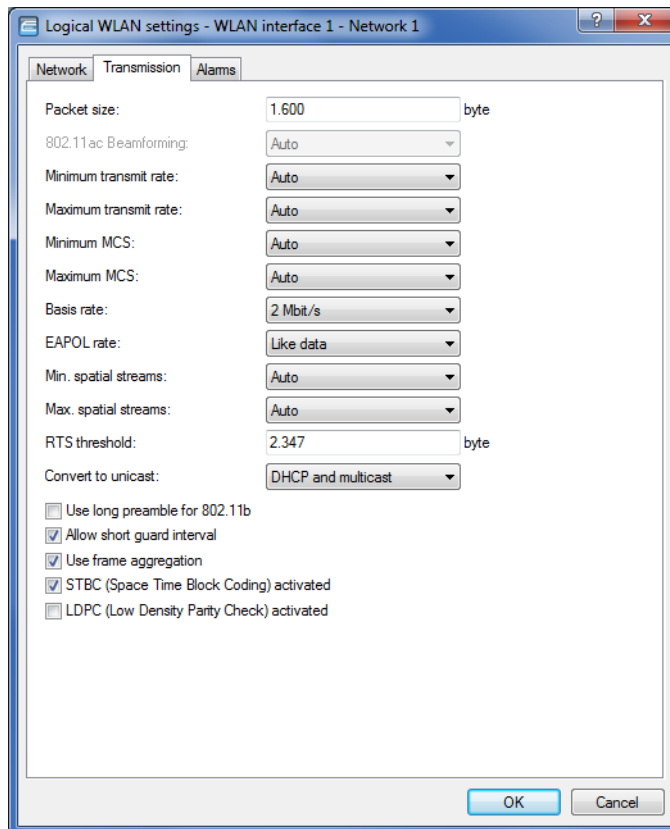 Logical WLAN settings - WLAN interface 1 - Network 1
Network Transmission Alarms
Packet size: 1.600 byte
802.11ac Beamforming: Auto
Minimum transmit rate: Auto
Maximum transmit rate: Auto
Minimum MCS: Auto
Maximum MCS: Auto
Basis rate: 2 Mbit/s
EAPOL rate: Like data
Min. spatial streams: Auto
Max. spatial streams: Auto
RTS threshold: 2.347 byte
Convert to unicast: DHCP and multicast
Use long preamble for 802.11b
Allow short guard interval
Use frame aggregation
STBC (Space Time Block Coding) activated
LDPC (Low Density Parity Check) activated
OK Cancel